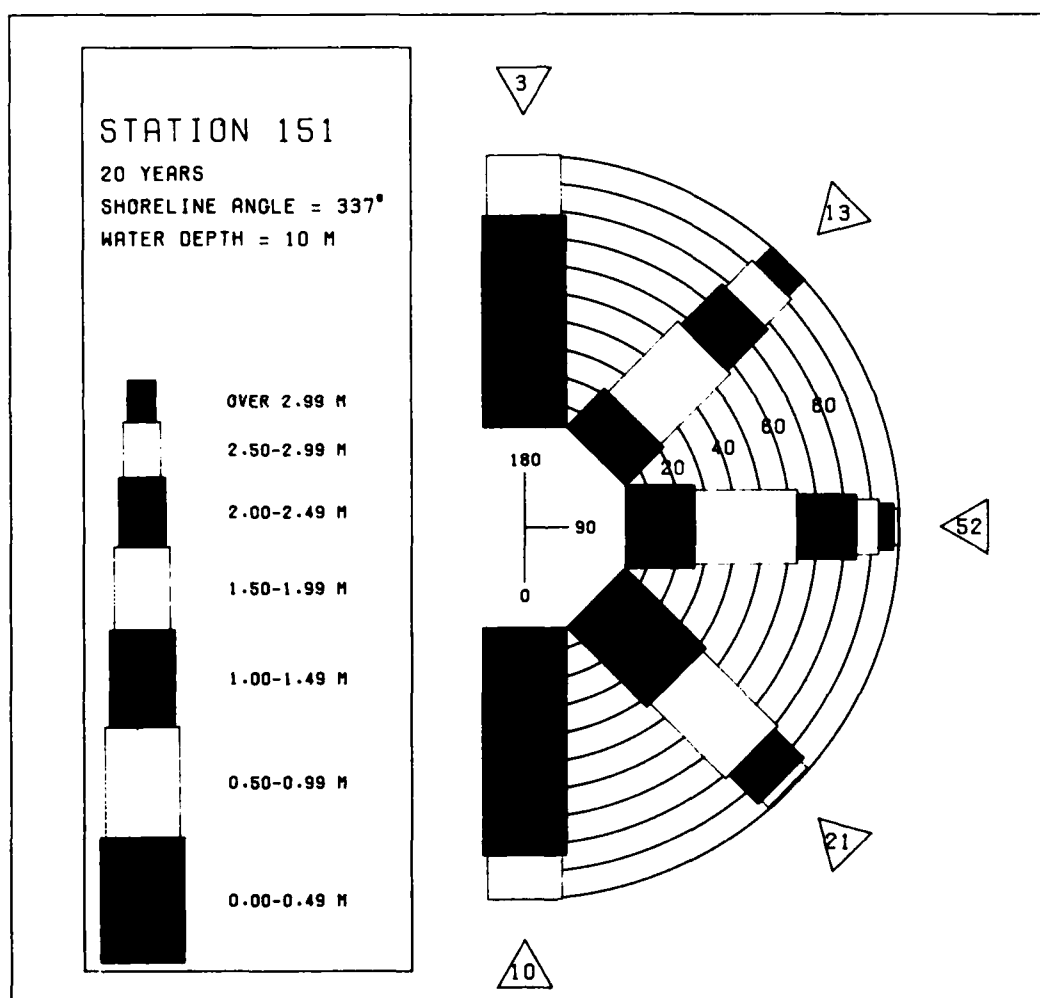 STATION 151
20 YEARS
SHORELINE ANGLE = 337°
WATER DEPTH = 10 M
OVER 2.99 M
2.50-2.99 M
2.00-2.49 M
1.50-1.99 M
1.00-1.49 M
0.50-0.99 M
0.00-0.49 M
3
13
80
60
40
20
180
90
0
52
21
10